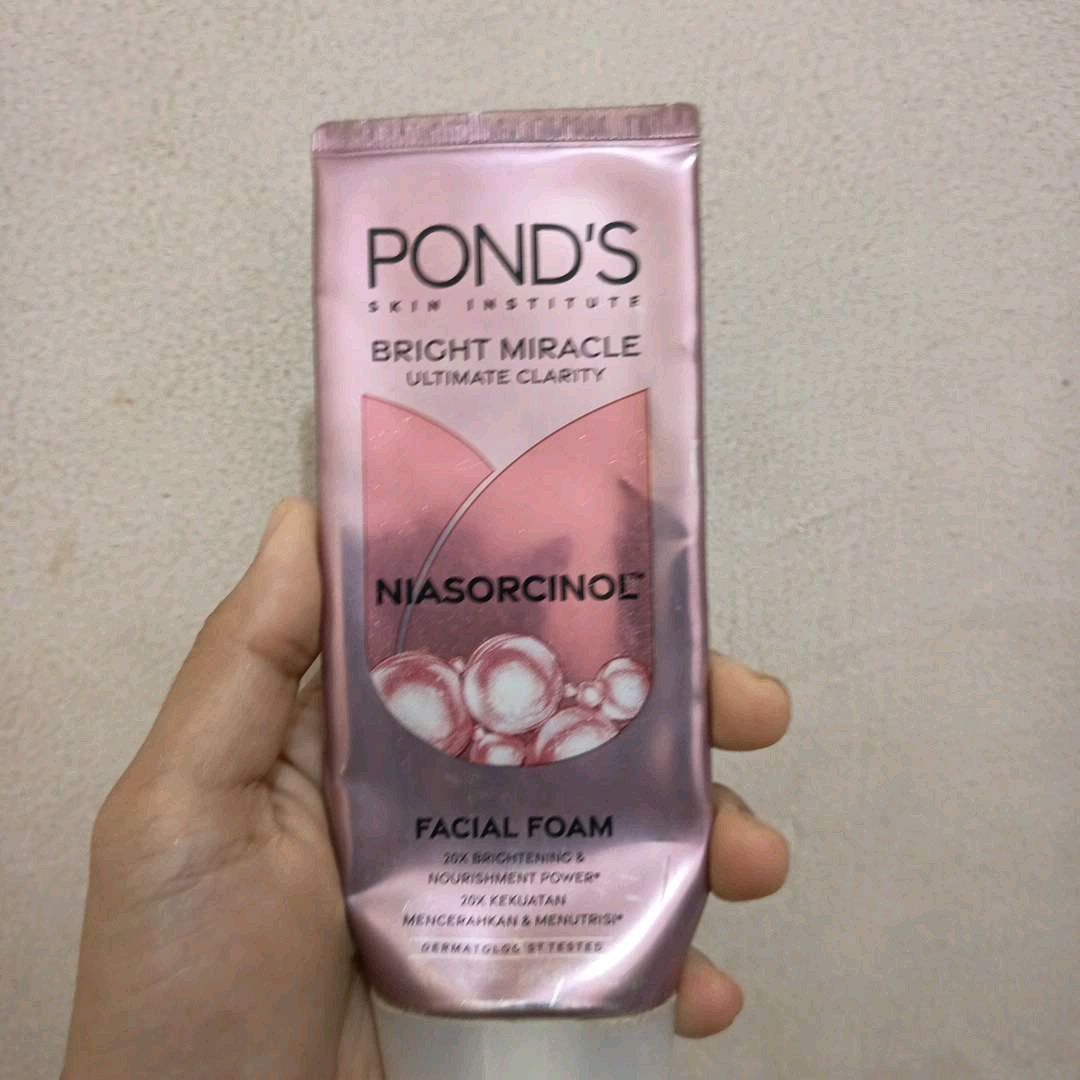 POND'S
SKIN INSTITUTE
BRIGHT MIRACLE
ULTIMATE CLARITY
NIASORCINOL™
FACIAL FOAM
20X BRIGHTENING &
NOURISHMENT POWER*
20X KEKUATAN
MENCERAHKAN & MENUTRISI*
DERMATOLOGIST TESTED